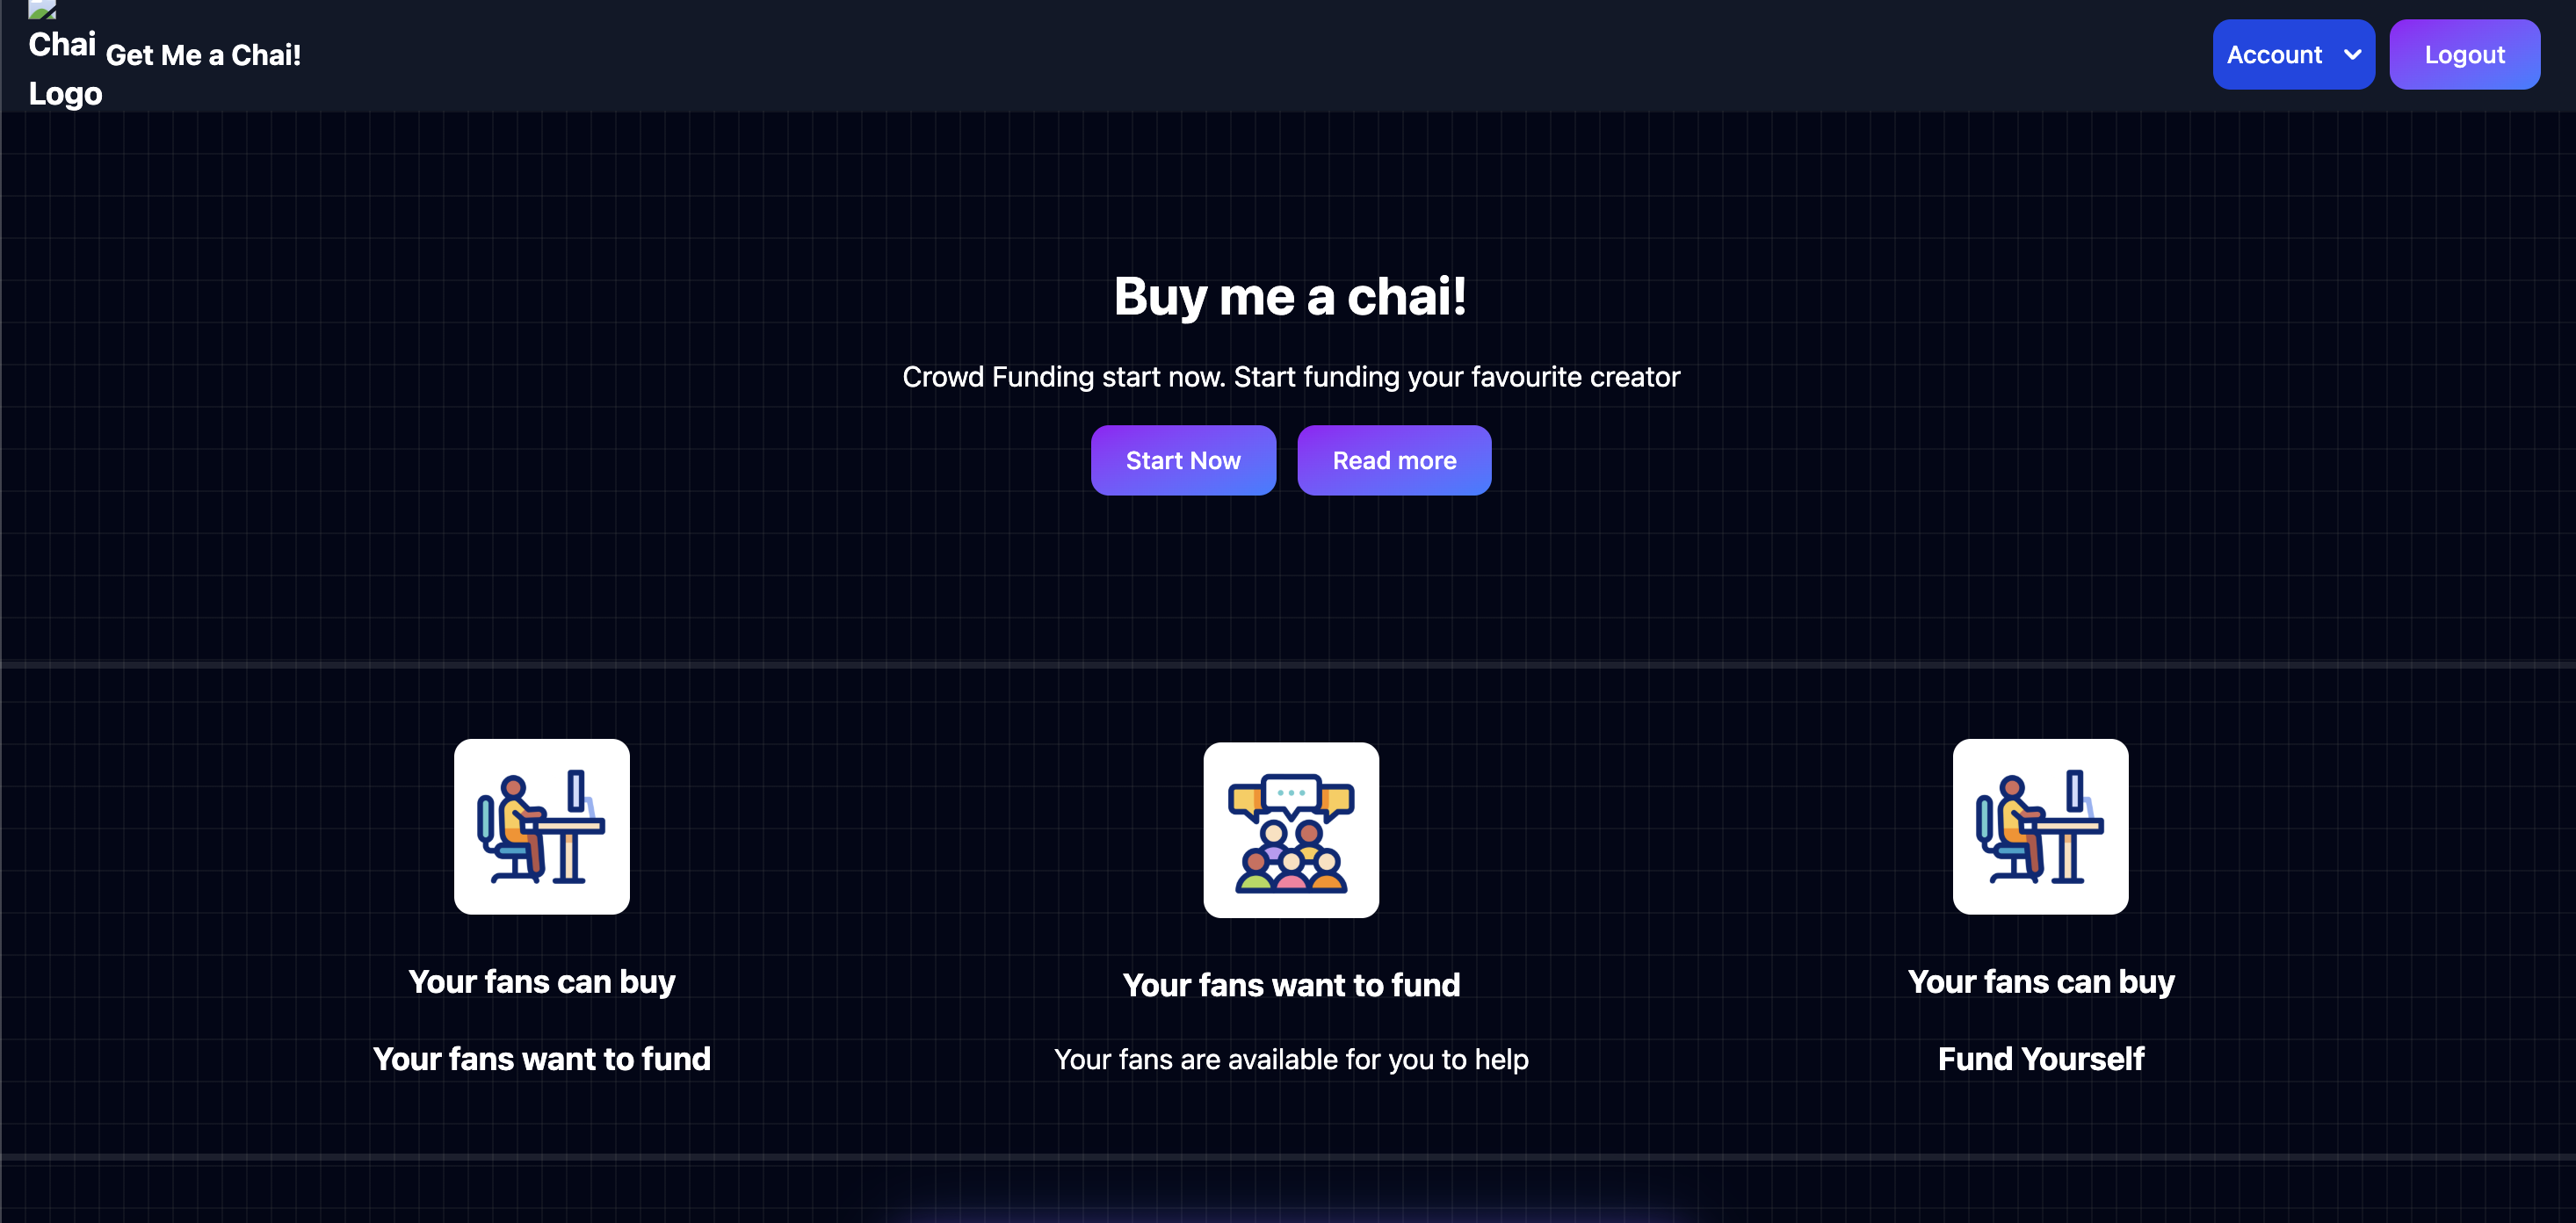 Chai
Logo
Get Me a Chai!
Account
Logout
Buy me a chai!
Crowd Funding start now. Start funding your favourite creator
Start Now
Read more
Your fans can buy
Your fans want to fund
Your fans want to fund
Your fans are available for you to help
Your fans can buy
Fund Yourself